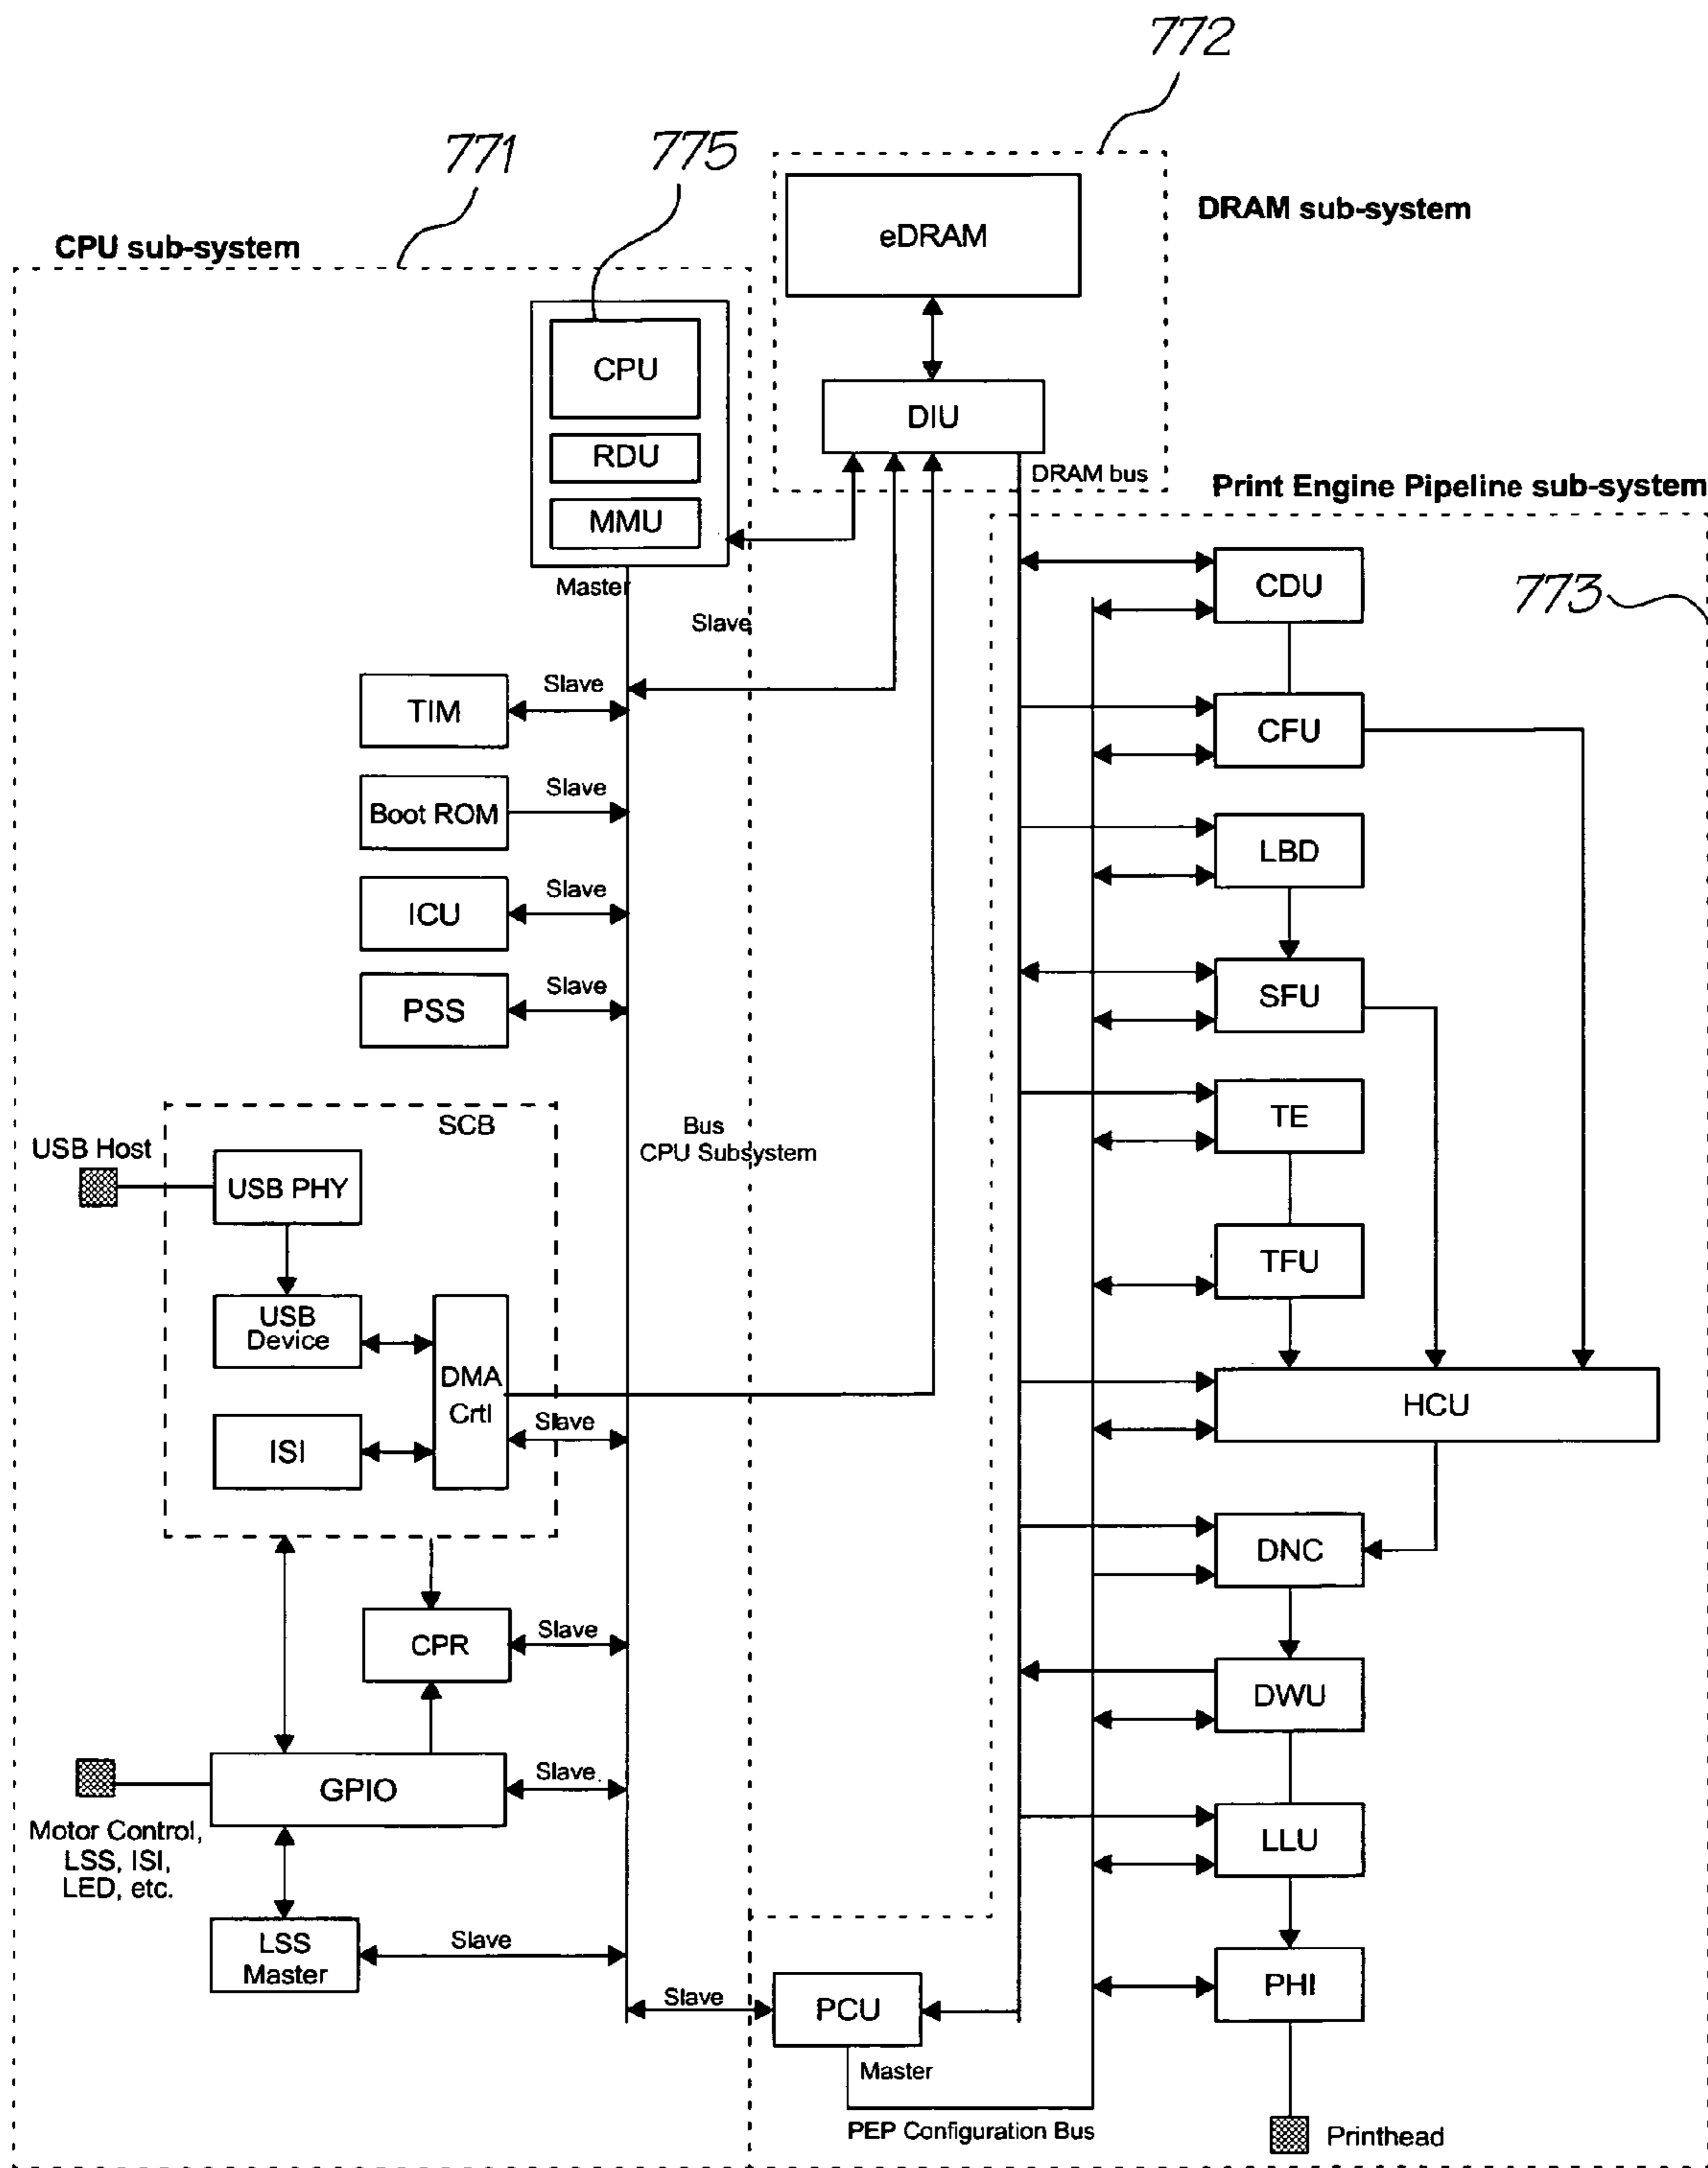 772
771
775
DRAM sub-system
CPU sub-system
eDRAM
CPU
DIU
RDU
DRAM bus
Print Engine Pipeline sub-system
MMU
Master
CDU
773
Slave
Slave
TIM
CFU
Slave
Boot ROM
LBD
Slave
ICU
Slave
PSS
SFU
SCB
USB Host
Bus
CPU Subsystem
TE
USB PHY
TFU
USB
Device
DMA
Crtl
Slave
ISI
HCU
DNC
Slave
CPR
DWU
Slave
GPIO
Motor Control,
LSS, ISI,
LED, etc.
LLU
LSS
Master
Slave
PHI
Slave
PCU
Master
PEP Configuration Bus
Printhead